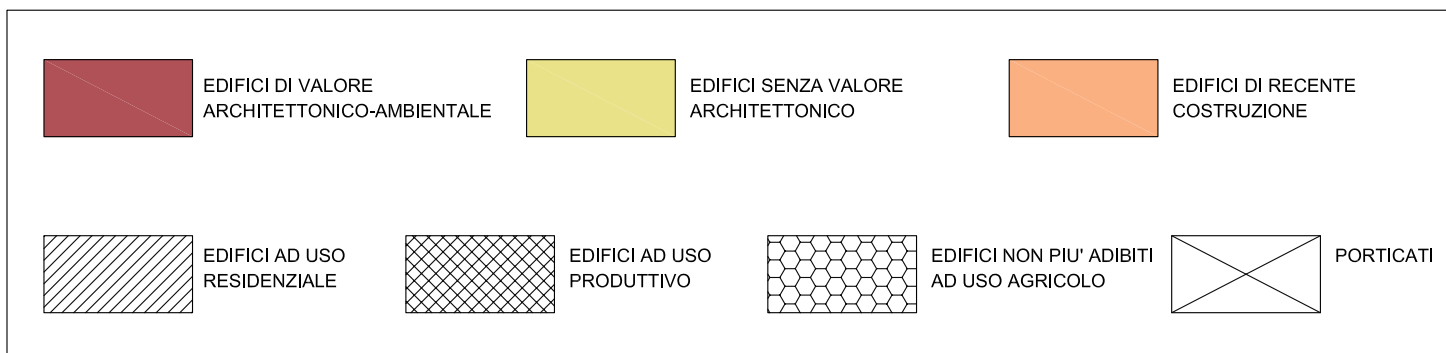 EDIFICI DI VALORE
ARCHITETTONICO-AMBIENTALE
EDIFICI SENZA VALORE
ARCHITETTONICO
EDIFICI DI RECENTE
COSTRUZIONE
EDIFICI AD USO
RESIDENZIALE
EDIFICI AD USO
PRODUTTIVO
EDIFICI NON PIU' ADIBITI
AD USO AGRICOLO
PORTICATI